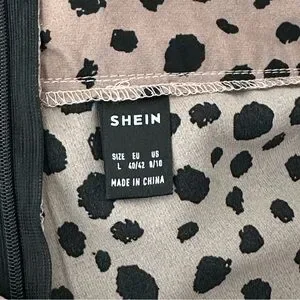 SHEIN
SIZE EU US
L 40/42 8/10
MADE IN CHINA